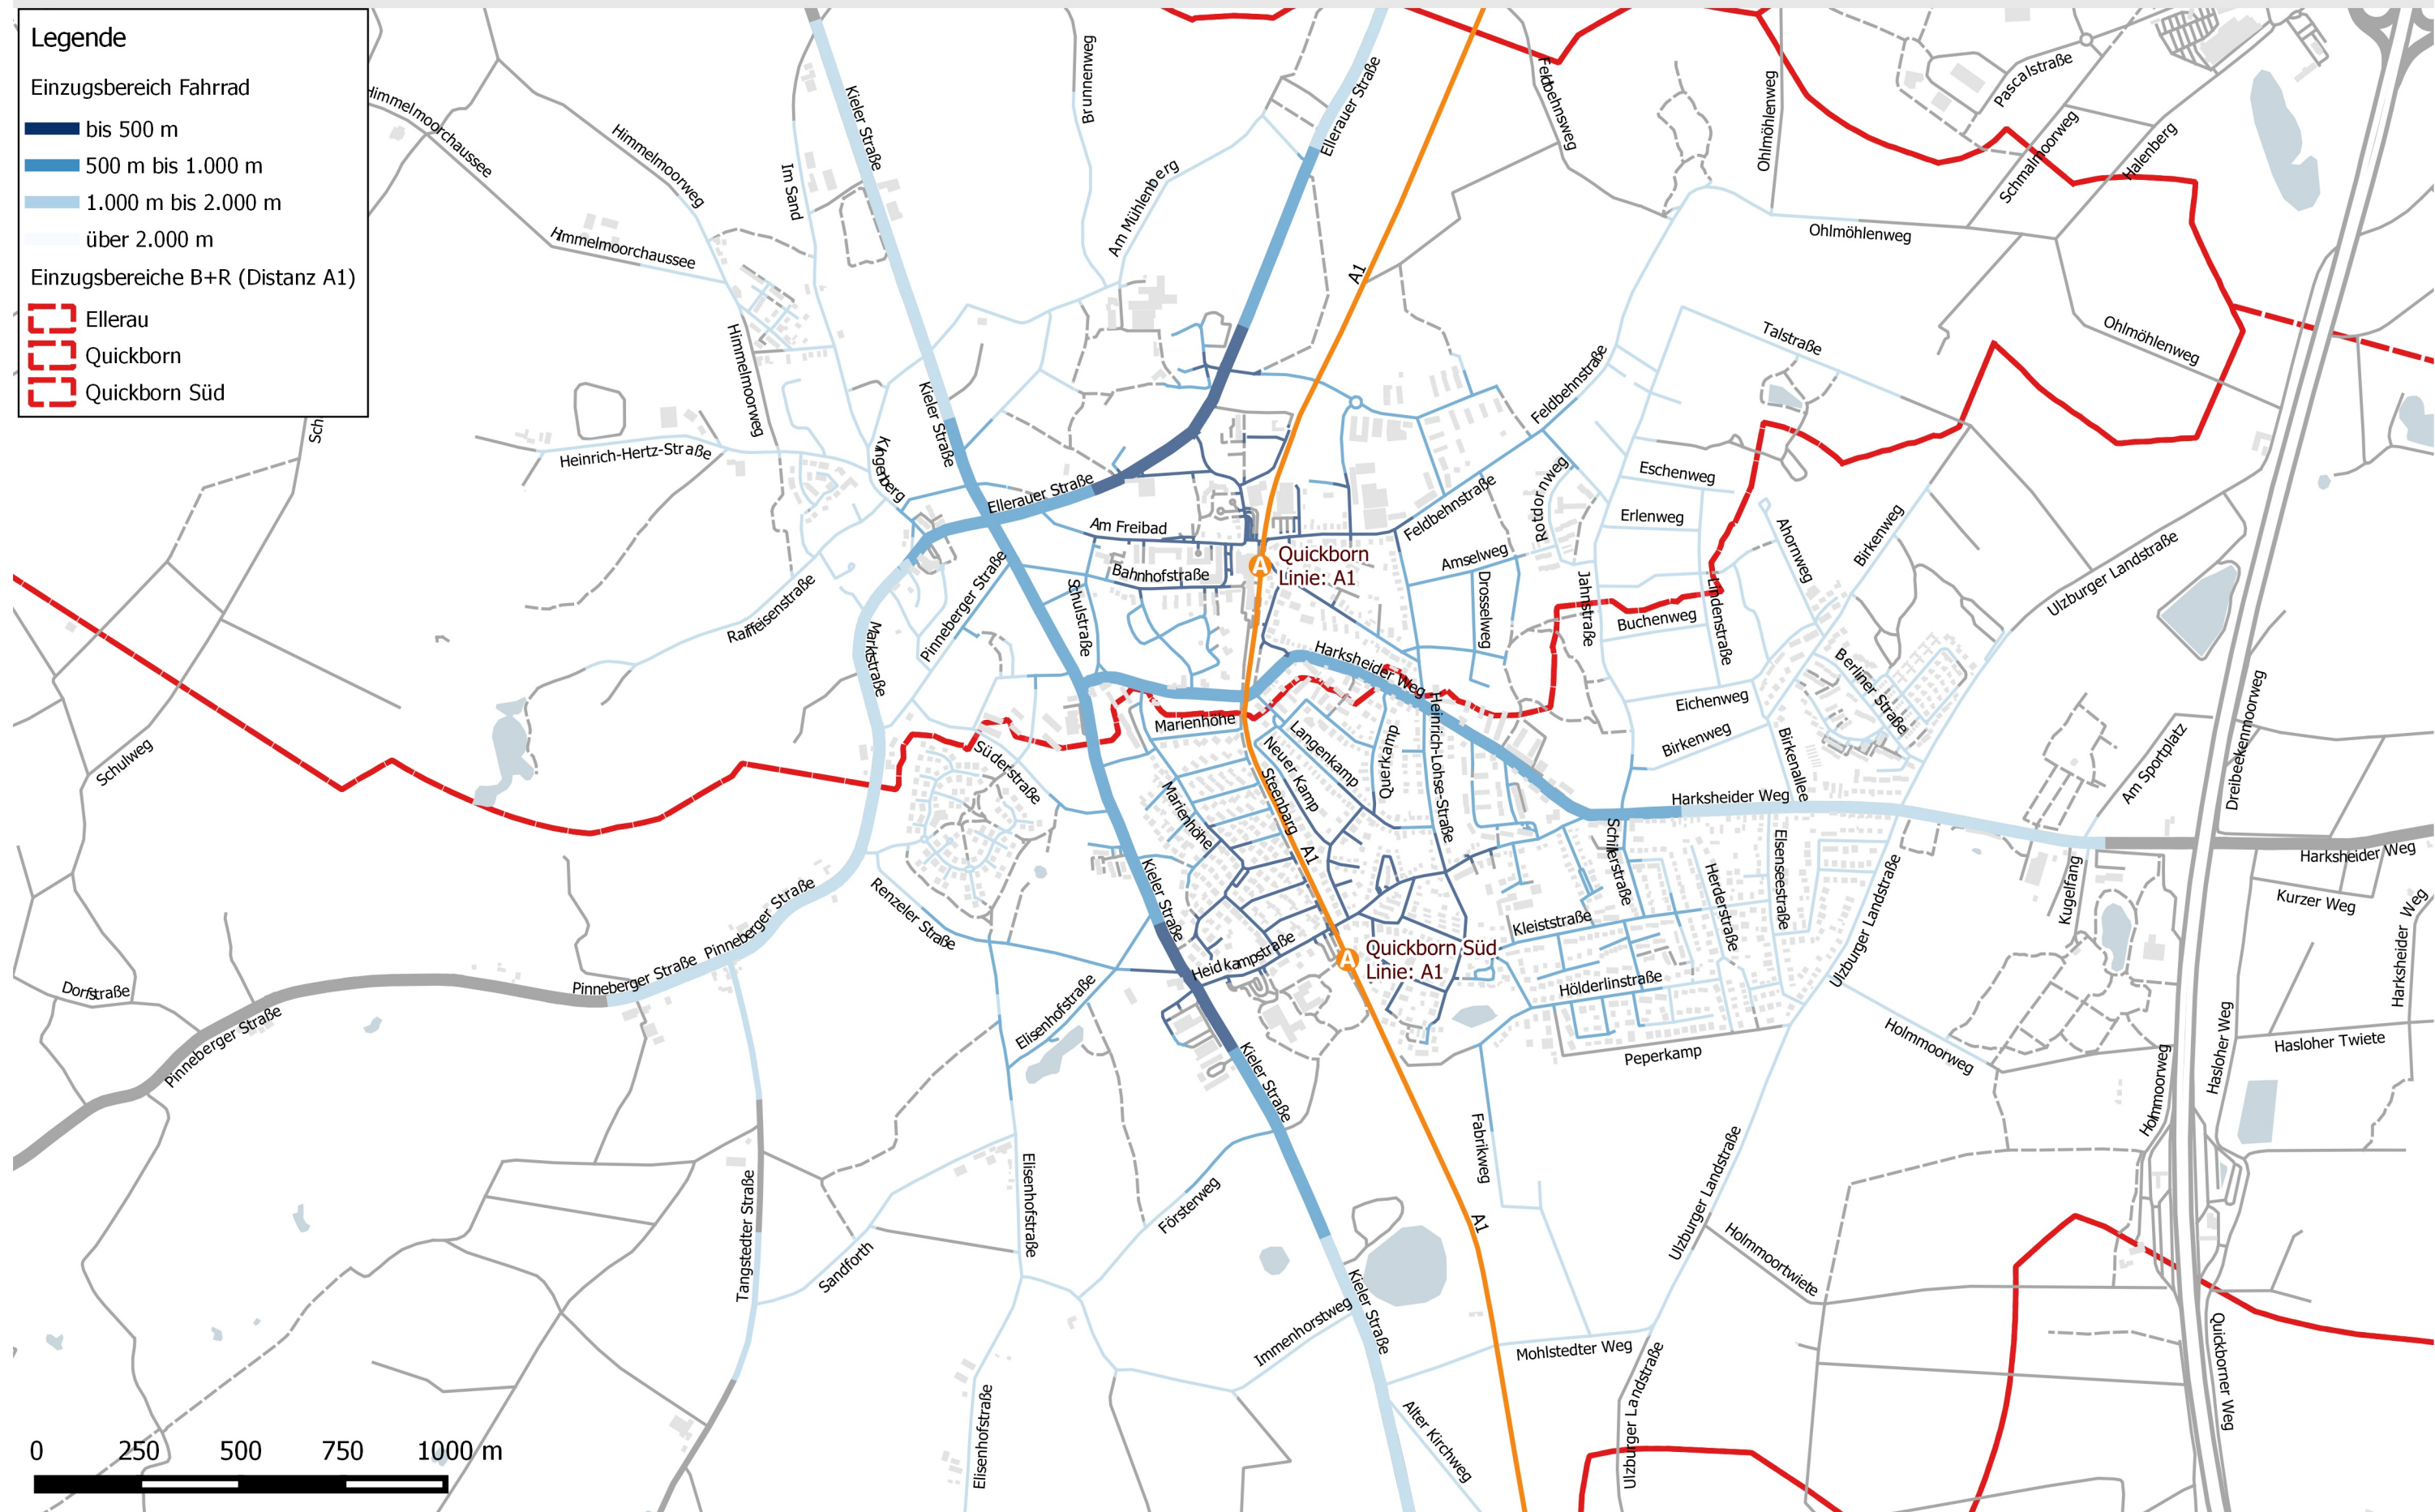 Legende
Einzugsbereich Fahrrad
bis 500 m
500 m bis 1.000 m
1.000 m bis 2.000 m
über 2.000 m
Einzugsbereiche B+R (Distanz A1)
Ellerau
Quickborn
Quickborn Süd
Himmelmoorchaussee
Himmelmoorweg
Im Sand
Kieler Straße
Brunnenweg
Am Mühlenberg
Ellerauer Straße
Feldbehnsweg
Ohlmöhlenweg
Pascalstraße
Schmalmoorweg
Halenberg
Himmelmoorchaussee
Ohlmöhlenweg
A1
Himmelmoorweg
Talstraße
Ohlmöhlenweg
Sch
Heinrich-Hertz-Straße
Kieler Straße
Klingenberg
Feldbehnstraße
Ellerauer Straße
Am Freibad
Feldbehnstraße
Rotdornweg
Eschenweg
Erlenweg
Ahornweg
Birkenweg
Quickborn
Linie: A1
Bahnhofstraße
Amselweg
Drosselweg
Jahnstraße
Lindenstraße
Buchenweg
Ulzburger Landstraße
Raiffeisenstraße
Pinneberger Straße
Schulstraße
Marktstraße
Harksheider Weg
Berliner Straße
Eichenweg
Birkenweg
Birkenallee
Schulweg
Süderstraße
Marienhöhe
Langenkamp
Neuer Kamp
Querkamp
Heinrich-Lohse-Straße
Steenbarg
Marienhöhe
A1
Harksheider Weg
Am Sportplatz
Dreibeekenmoorweg
Harksheider Weg
Kurzer Weg
Harksheider Weg
Kugelfang
Schillerstraße
Herderstraße
Elsenseestraße
Ulzburger Landstraße
Renzeler Straße
Kieler Straße
Kleiststraße
Heidkampstraße
Quickborn Süd
Linie: A1
Hölderlinstraße
Pinneberger Straße
Pinneberger Straße
Dorfstraße
Pinneberger Straße
Elisenhofstraße
Kieler Straße
Peperkamp
Holmmoorweg
Holmmoorweg
Hasloher Weg
Hasloher Twiete
Fabrikweg
Tangstedter Straße
Sandforth
Elisenhofstraße
Försterweg
A1
Ulzburger Landstraße
Holmmoortwiete
Immenhorstweg
Kieler Straße
Mohlstedter Weg
Ulzburger Landstraße
Quickborner Weg
Elisenhofstraße
Alter Kirchweg
0 250 500 750 1000 m